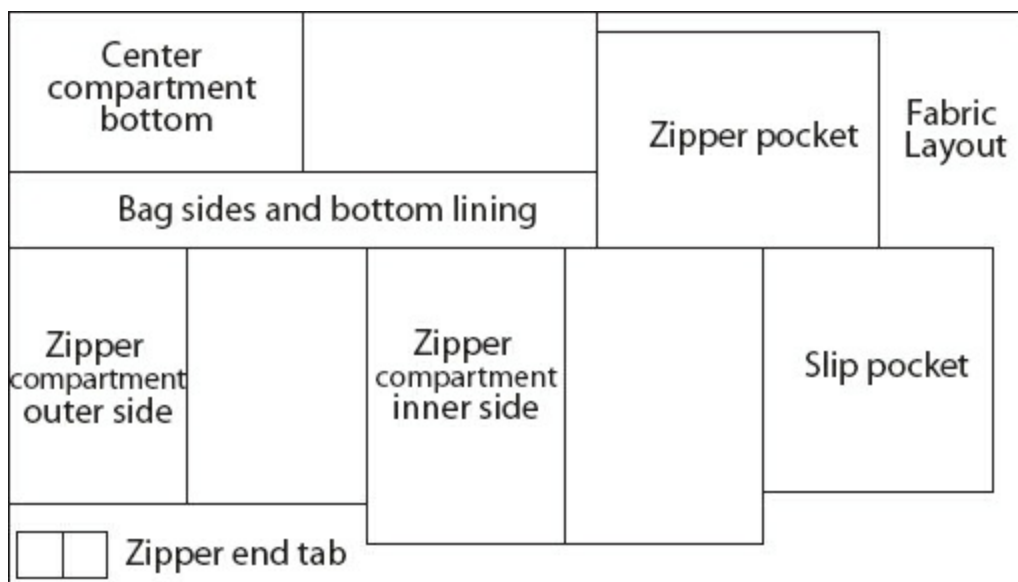 Center
compartment
bottom
Zipper pocket
Fabric
Layout
Bag sides and bottom lining
Zipper
compartment
outer side
Zipper
compartment
inner side
Slip pocket
Zipper end tab